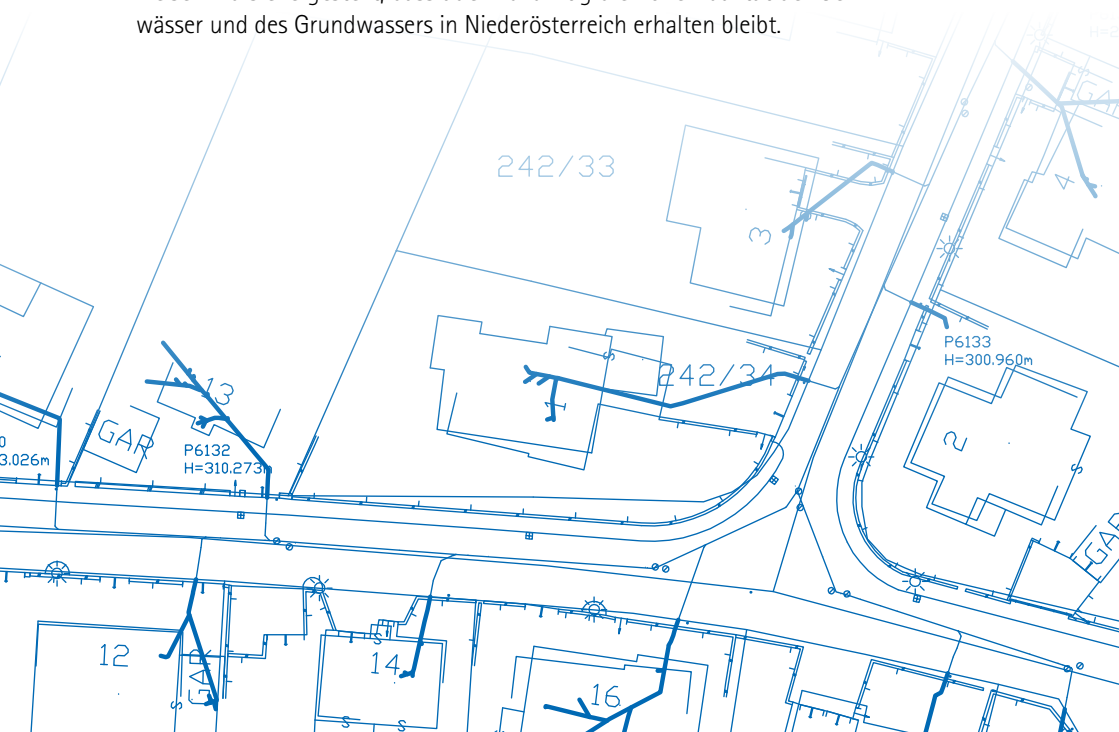 wässer und des Grundwassers in Niederösterreich erhalten bleibt.
242/33
3
4
P6133
H=300.960m
242/34
1
13
GAR
P6132
H=310.273m
3.026m
2
GAR
12
GAR
14
16
S
S
S
S
S
S